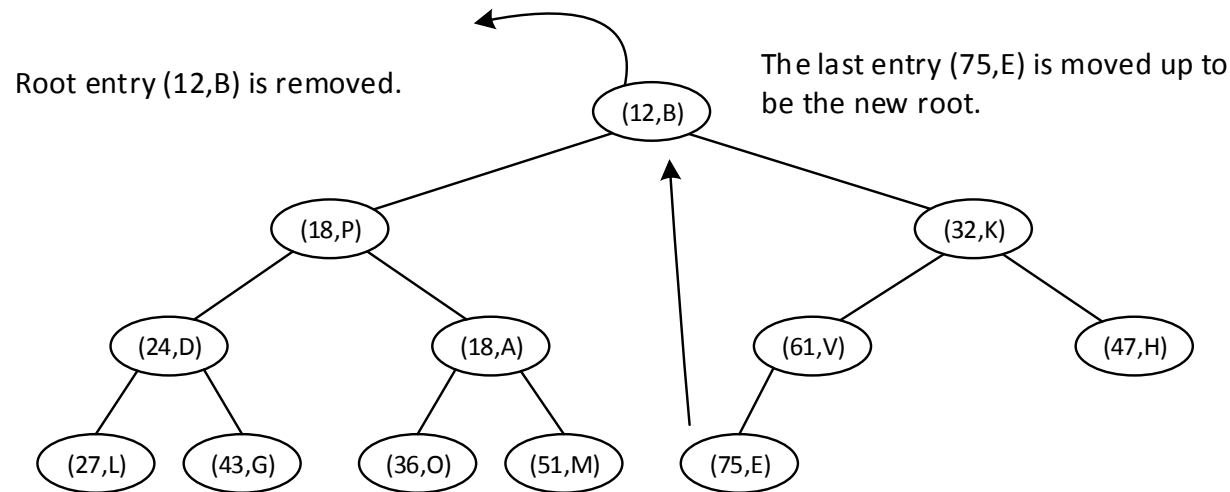 Root entry (12,B) is removed.
The last entry (75,E) is moved up to
be the new root.
(12,B)
(18,P)
(32,K)
(24,D)
(18,A)
(61,V)
(47,H)
(27,L)
(43,G)
(36,O)
(51,M)
(75,E)